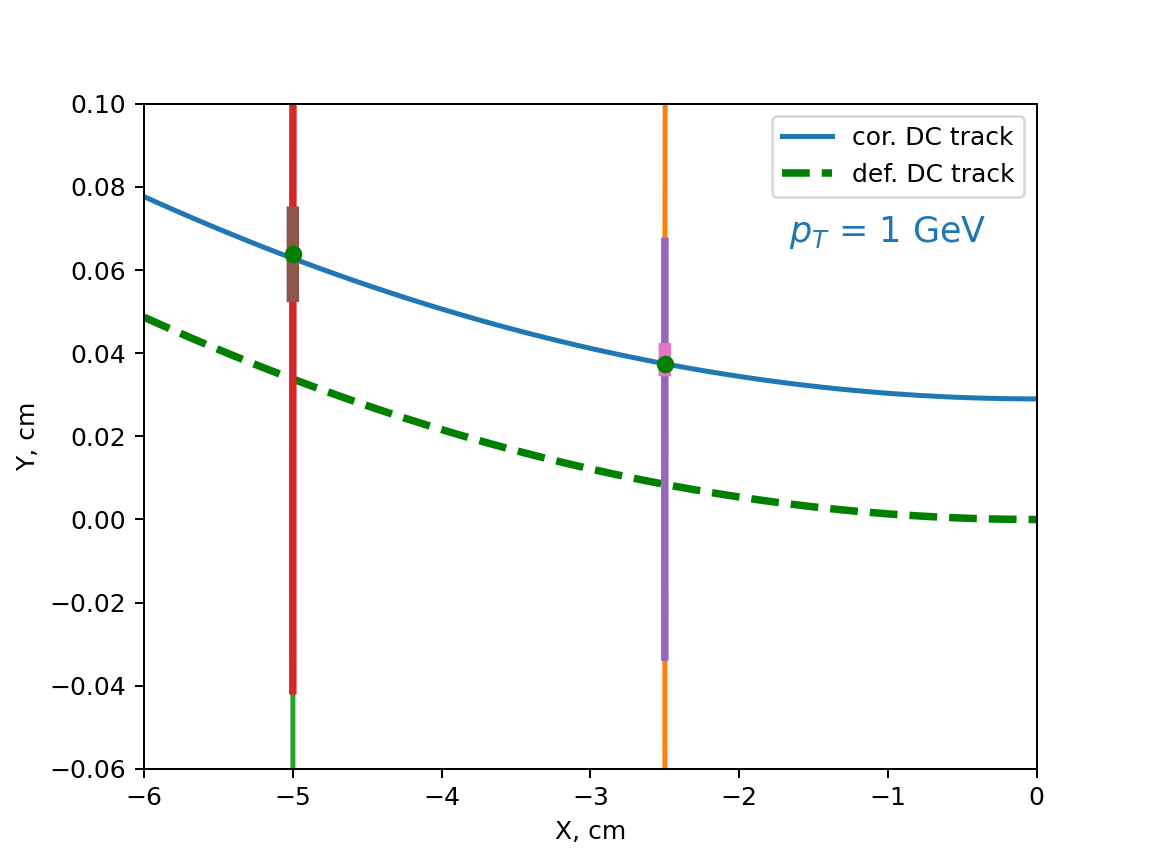 cor. DC track
def. DC track
p_T = 1 GeV
0.10
0.08
0.06
0.04
0.02
0.00
−0.02
−0.04
−0.06
Y, cm
−6 −5 −4 −3 −2 −1 0
X, cm